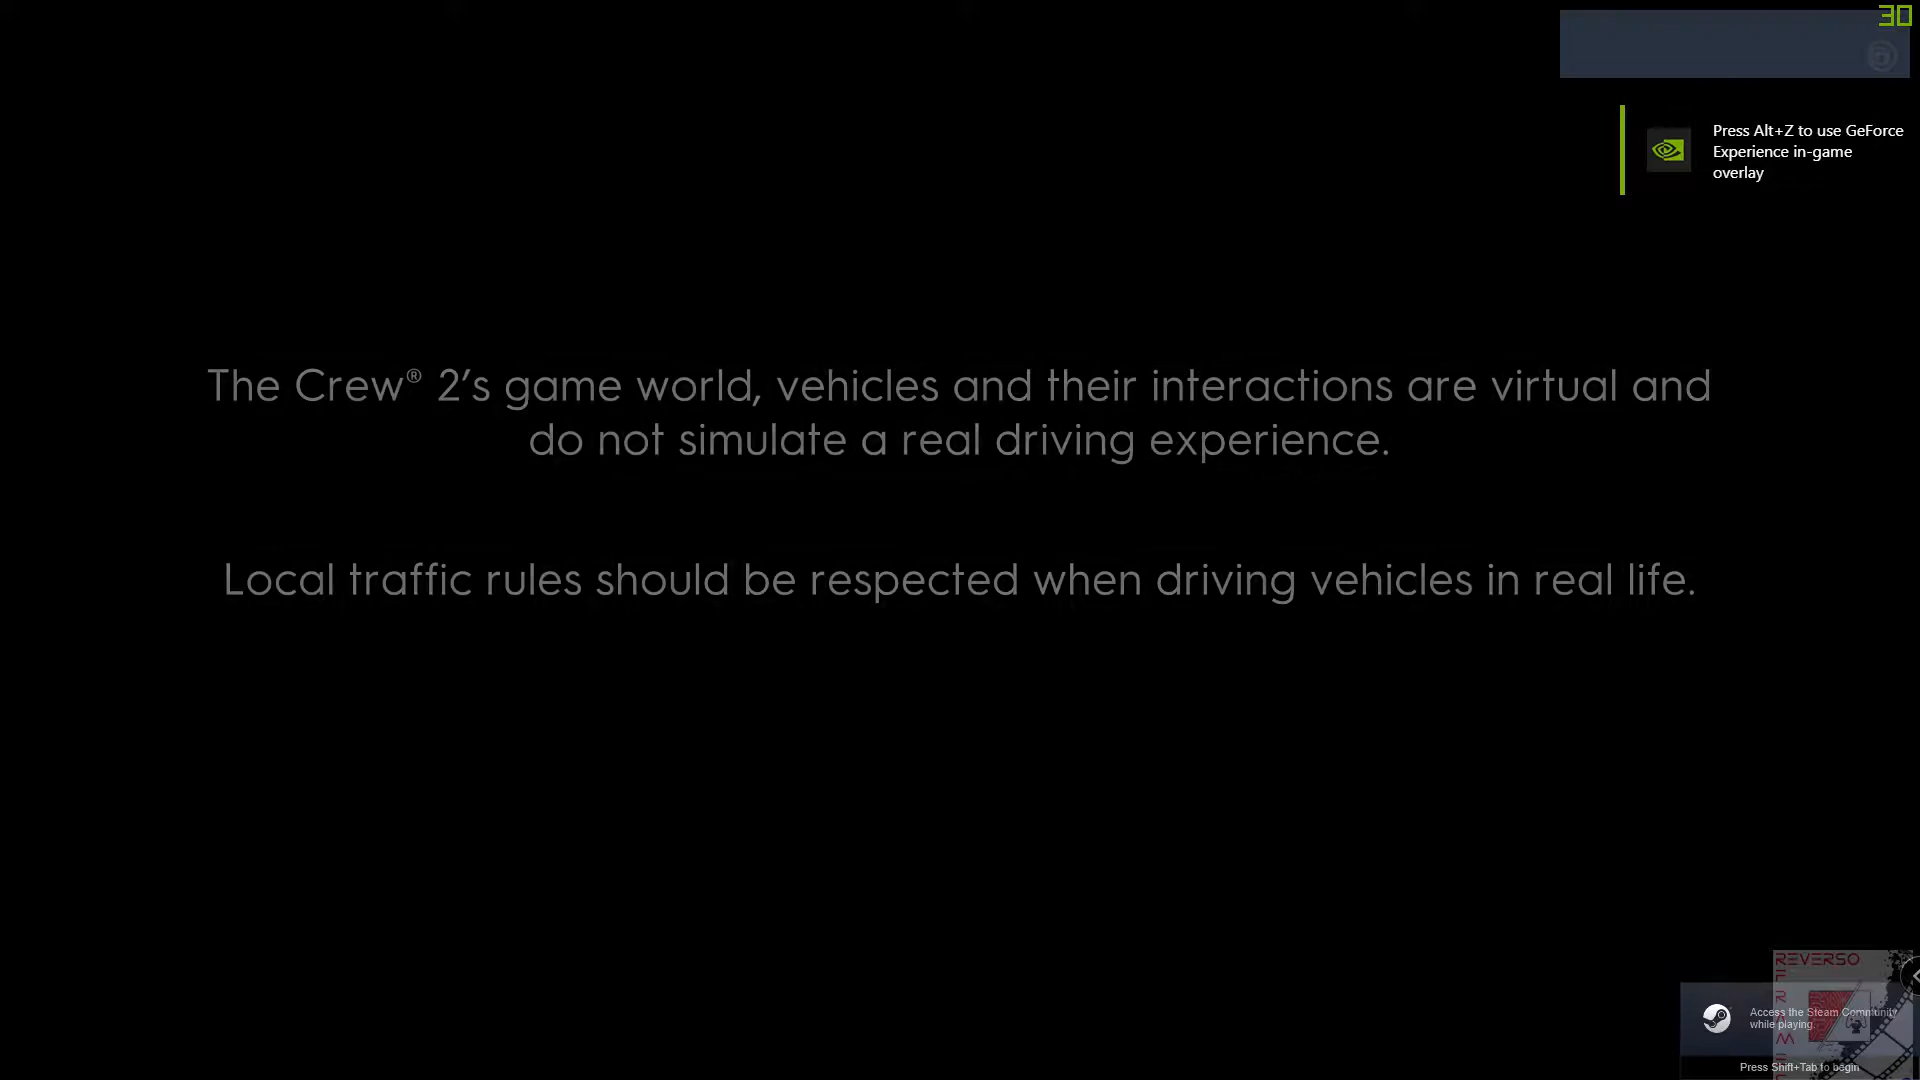 30
Press Alt+Z to use GeForce
Experience in-game
overlay
The Crew® 2’s game world, vehicles and their interactions are virtual and
do not simulate a real driving experience.
Local traffic rules should be respected when driving vehicles in real life.
REVERSO
FRAME
Access the Steam Community
while playing.
Press Shift+Tab to begin